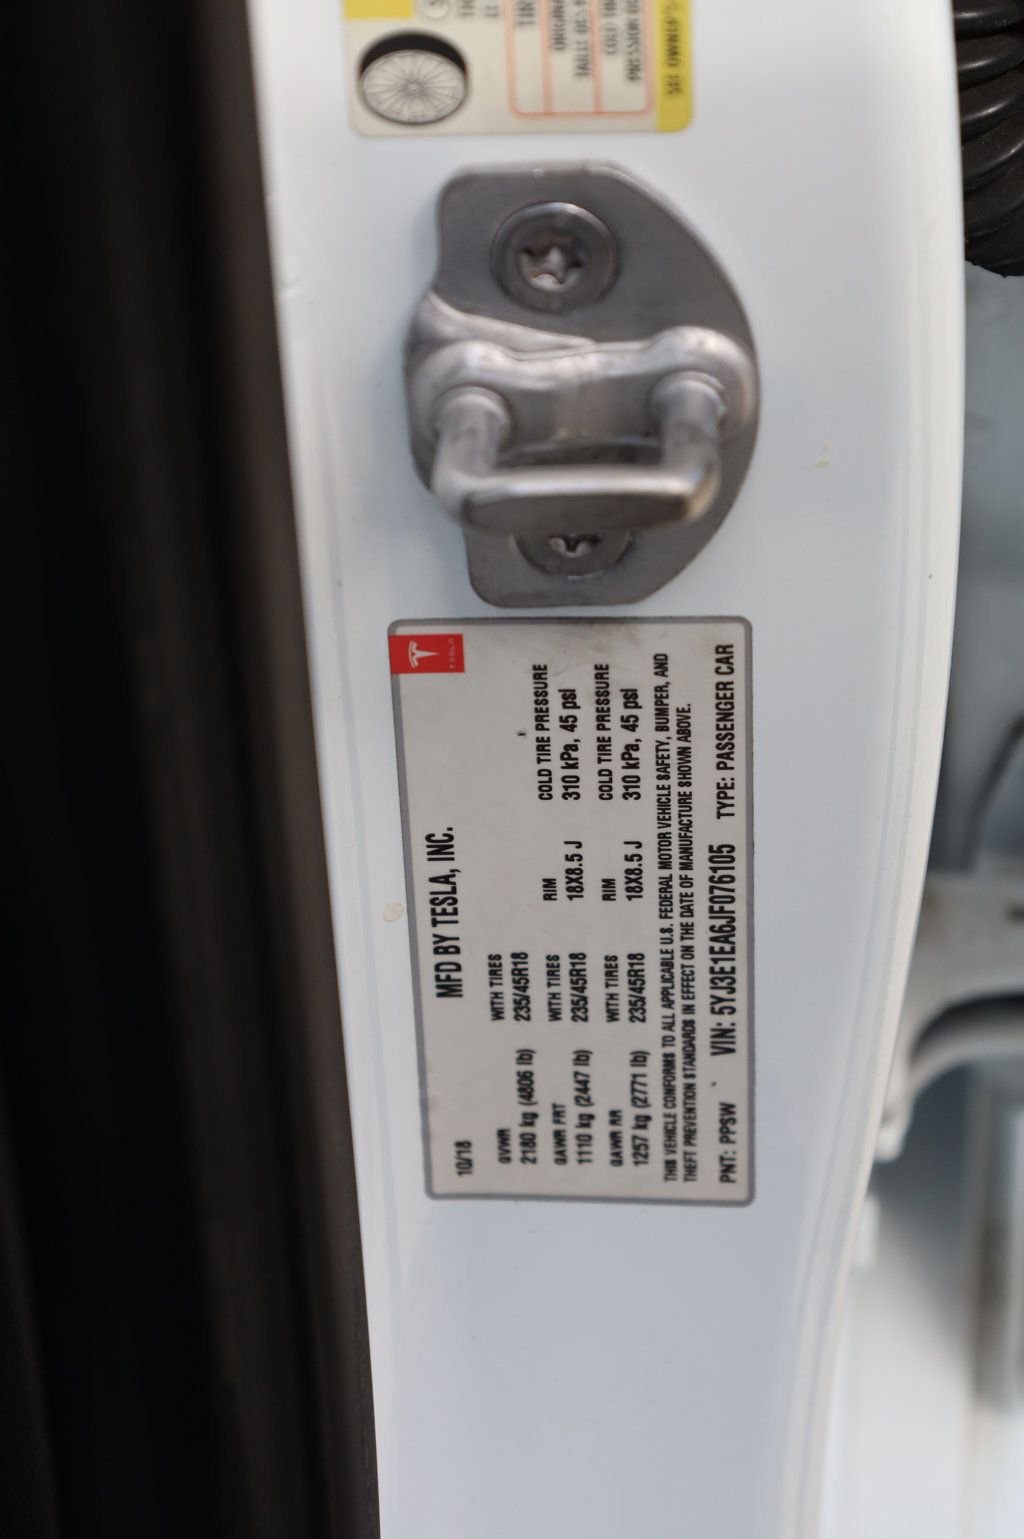 TESLA
MFD BY TESLA, INC.
10/18
GVWR WITH TIRES
2180 kg (4806 lb) 235/45R18
GAWR FRT WITH TIRES RIM COLD TIRE PRESSURE
1110 kg (2447 lb) 235/45R18 18X8.5 J 310 kPa, 45 psi
GAWR RR WITH TIRES RIM COLD TIRE PRESSURE
1257 kg (2771 lb) 235/45R18 18X8.5 J 310 kPa, 45 psi
THIS VEHICLE CONFORMS TO ALL APPLICABLE U.S. FEDERAL MOTOR VEHICLE SAFETY, BUMPER, AND
THEFT PREVENTION STANDARDS IN EFFECT ON THE DATE OF MANUFACTURE SHOWN ABOVE.
PNT: PPSW VIN: 5YJ3E1EA6JF076105 TYPE: PASSENGER CAR